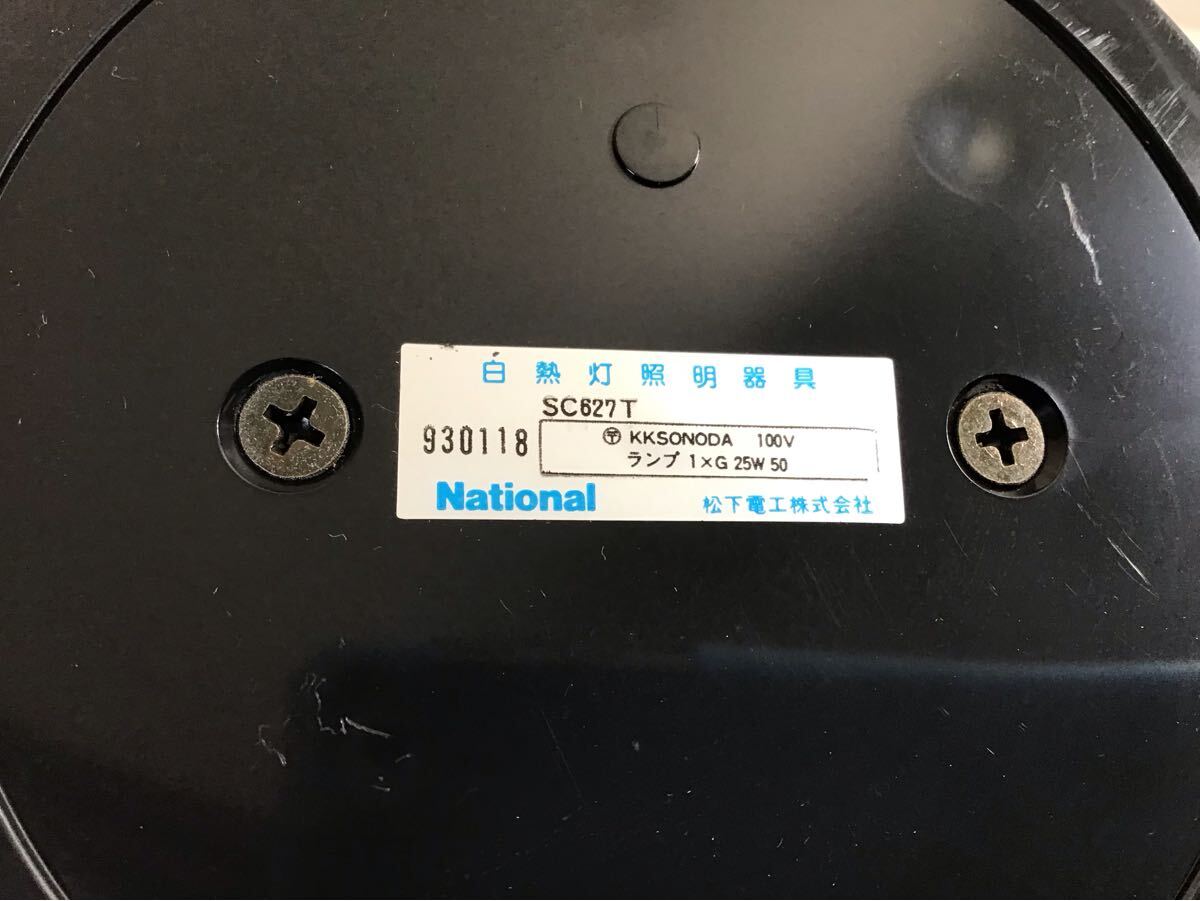 白熱灯照明器具
SC627T
930118
〶 KKSONODA 100V
ランプ 1×G 25W 50
National
松下電工株式会社